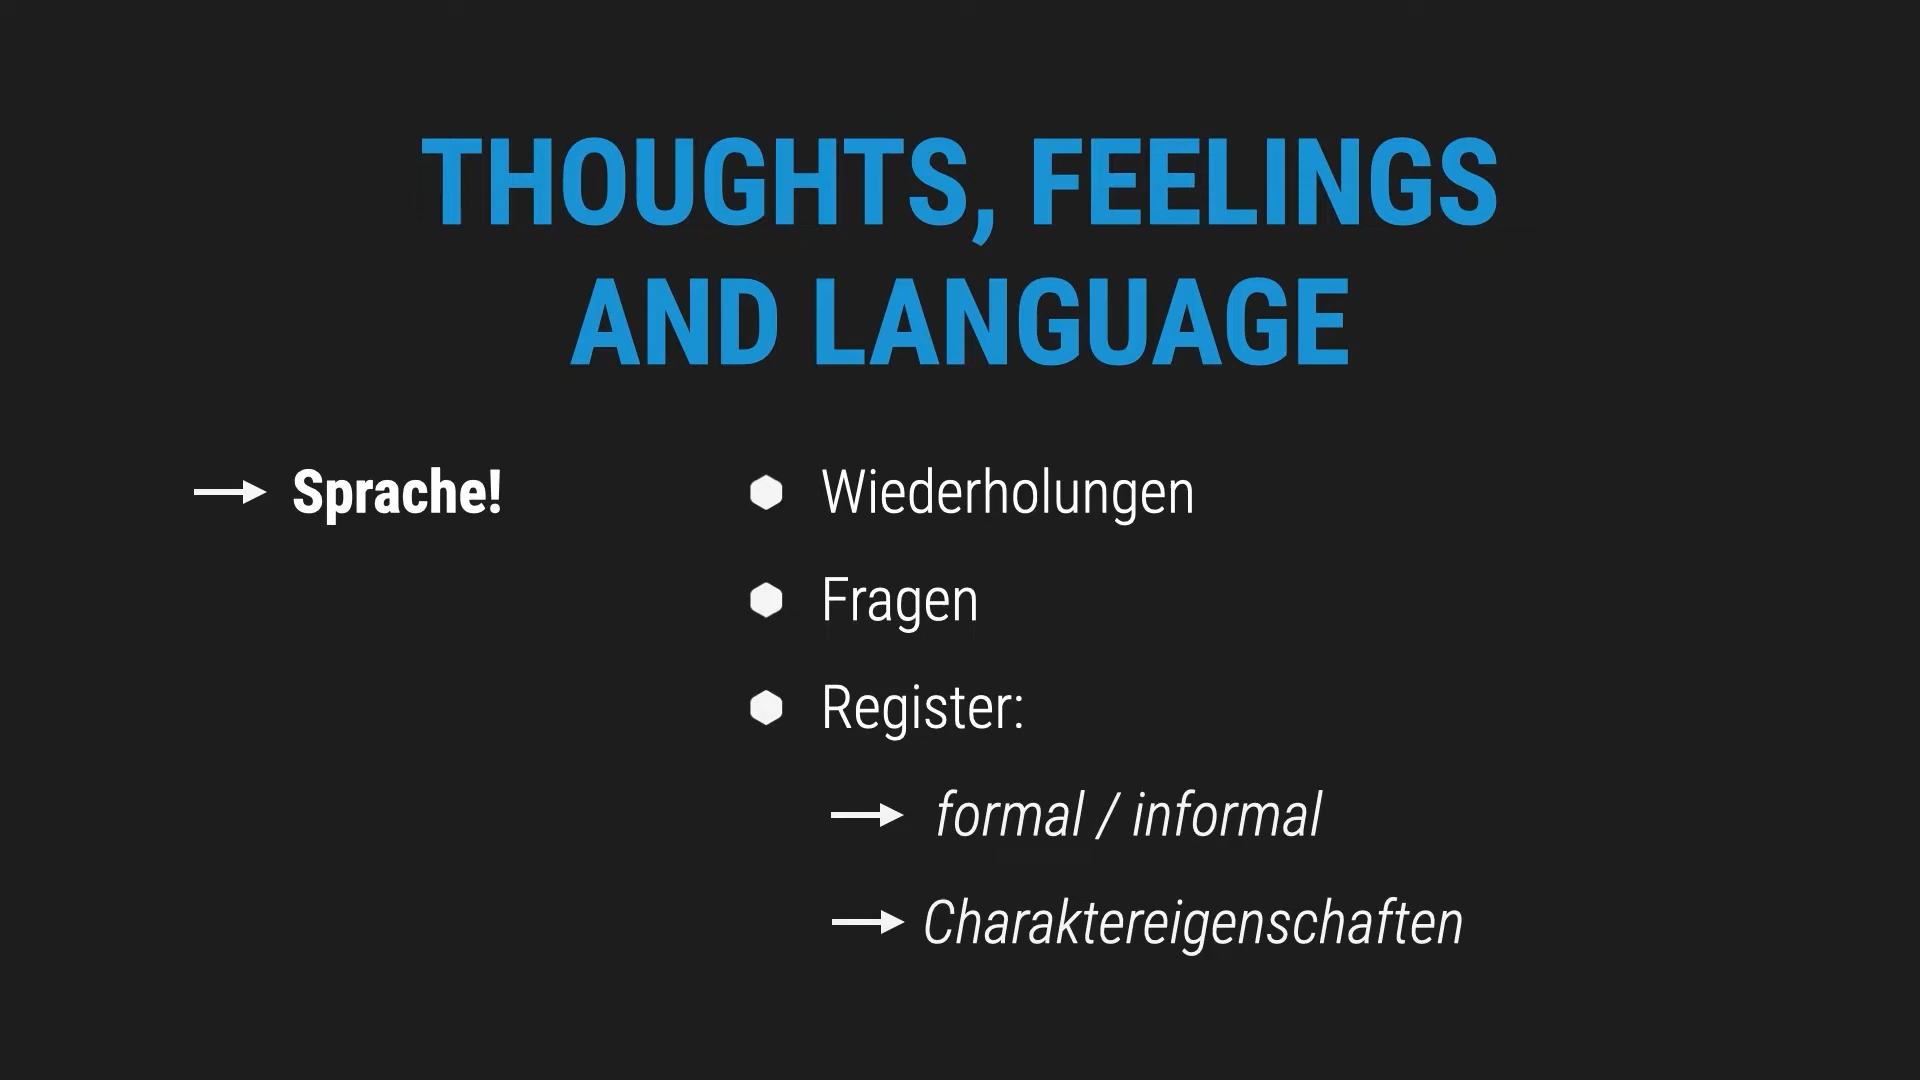 THOUGHTS, FEELINGS
AND LANGUAGE
Sprache!
Wiederholungen
Fragen
Register:
formal / informal
Charaktereigenschaften